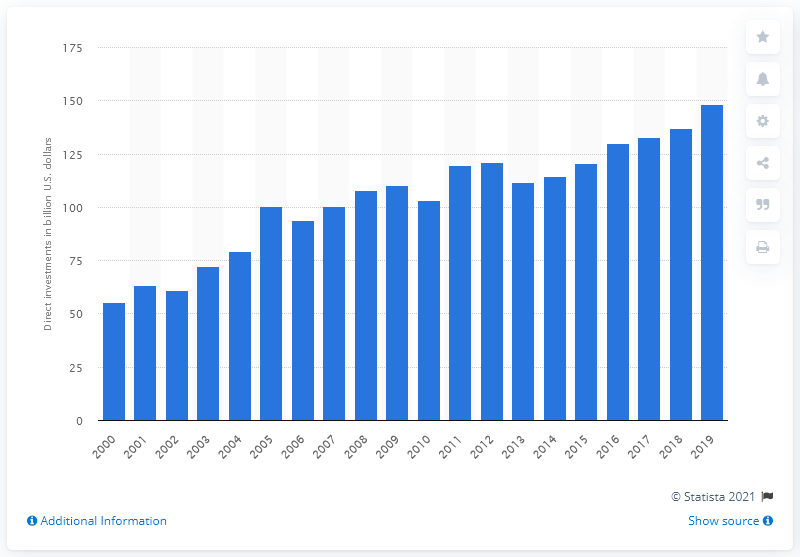 Direct investments in billion U.S. dollars
175
150
125
100
75
50
25
0
2000 2001 2002 2003 2004 2005 2006 2007 2008 2009 2010 2011 2012 2013 2014 2015 2016 2017 2018 2019
© Statista 2021
Additional Information
Show source